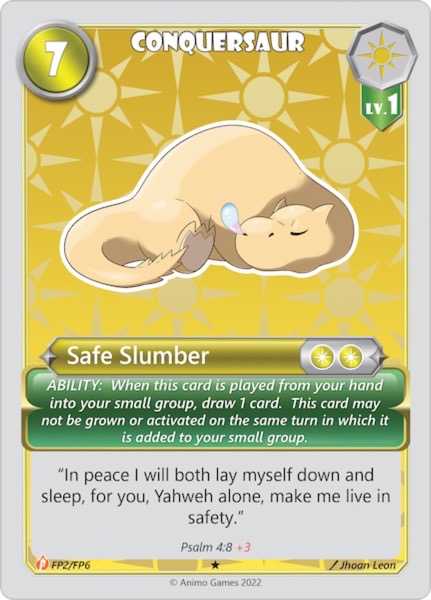 7
CONQUERSAUR
LV.1
Safe Slumber
ABILITY: When this card is played from your hand
into your small group, draw 1 card. This card may
not be grown or activated on the same turn in which it
is added to your small group.
“In peace I will both lay myself down and
sleep, for you, Yahweh alone, make me live in
safety.”
Psalm 4:8 +3
FP2/FP6 ★ Jhoan Leon
© Animo Games 2022